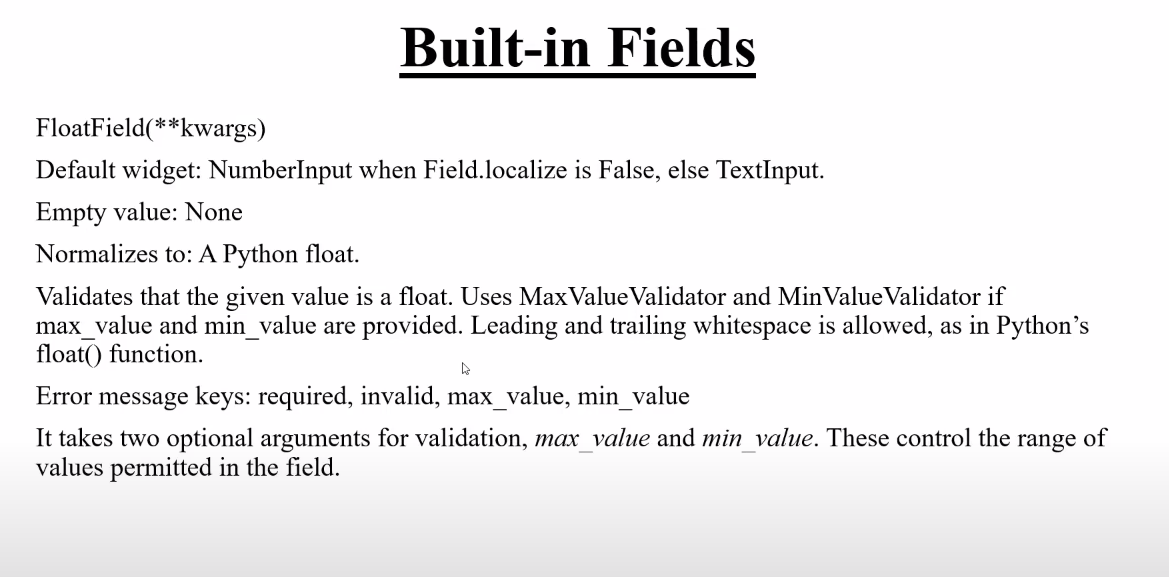 Built-in Fields
FloatField(**kwargs)
Default widget: NumberInput when Field.localize is False, else TextInput.
Empty value: None
Normalizes to: A Python float.
Validates that the given value is a float. Uses MaxValueValidator and MinValueValidator if
max_value and min_value are provided. Leading and trailing whitespace is allowed, as in Python’s
float() function.
Error message keys: required, invalid, max_value, min_value
It takes two optional arguments for validation, max_value and min_value. These control the range of
values permitted in the field.